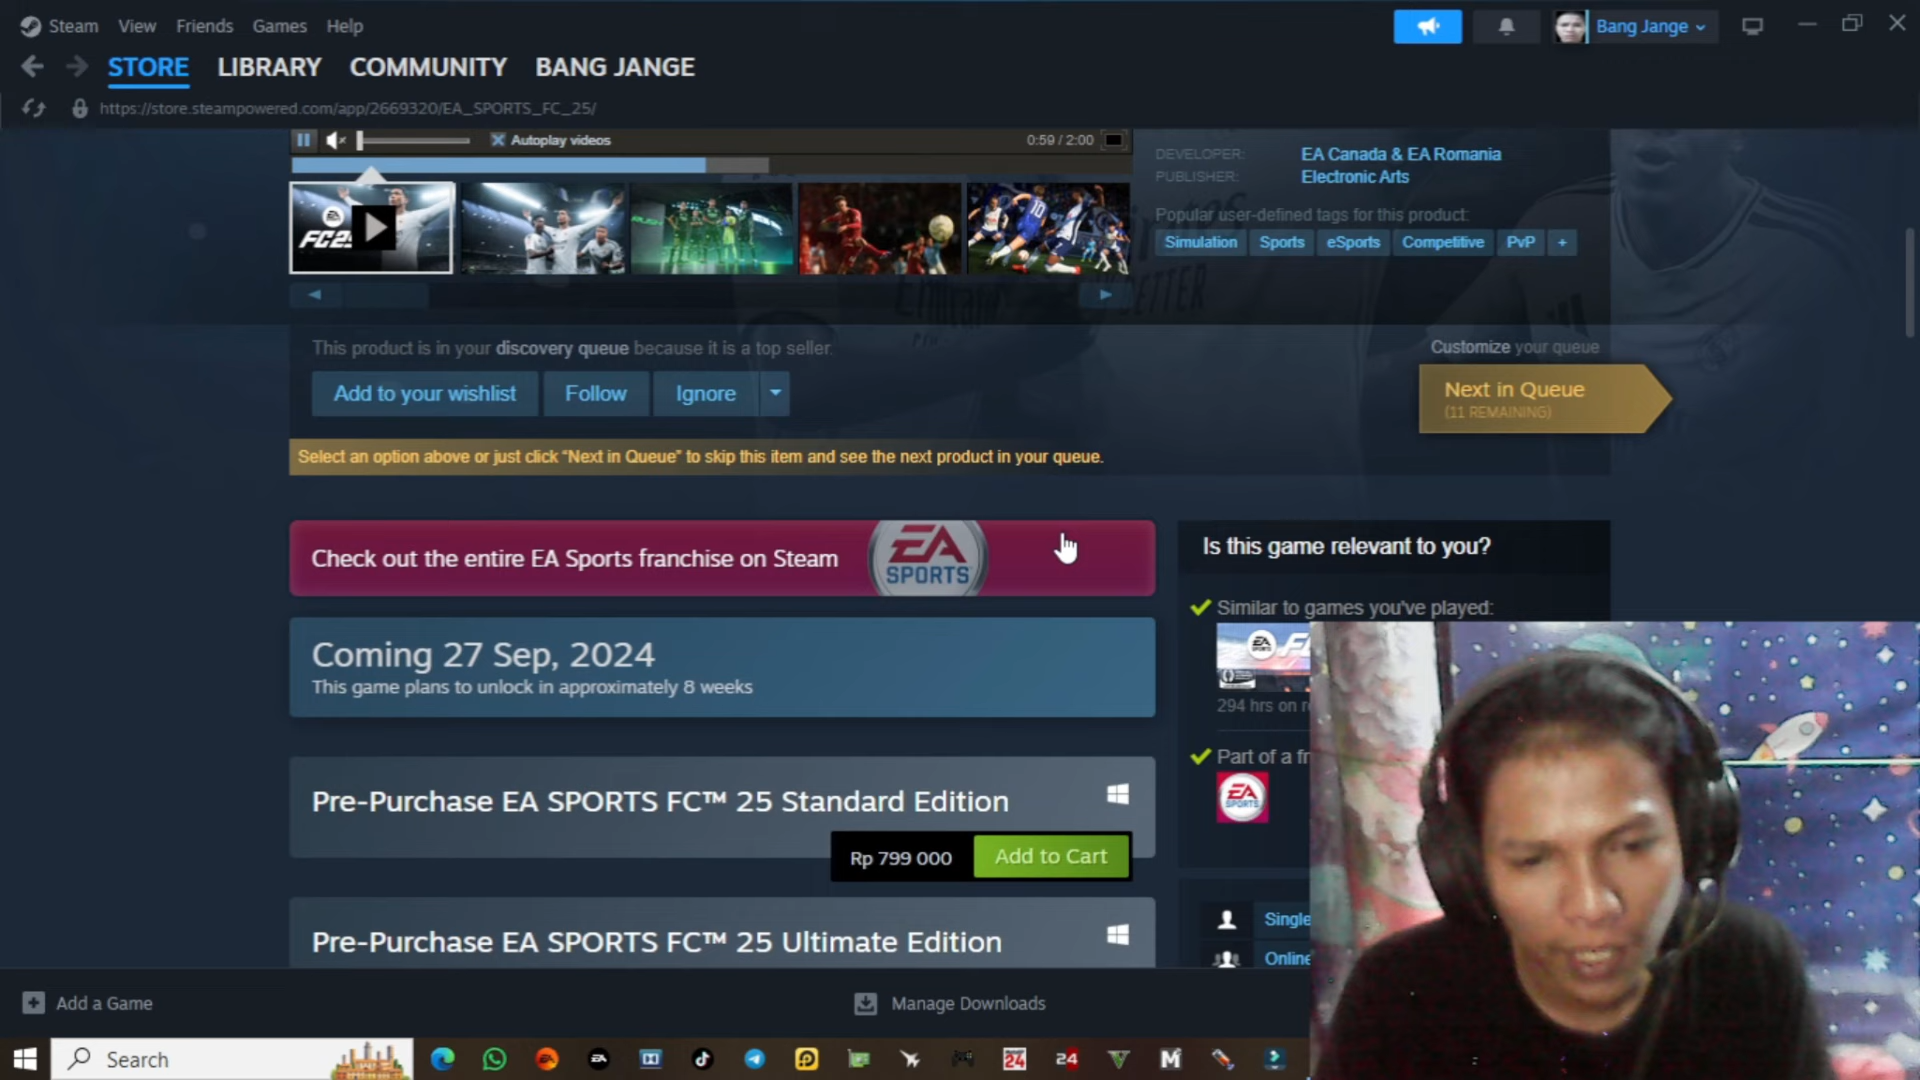 Steam View Friends Games Help
Bang Jange
STORE LIBRARY COMMUNITY BANG JANGE
https://store.steampowered.com/app/2669320/EA_SPORTS_FC_25/
Autoplay videos
0:59 / 2:00
DEVELOPER: EA Canada & EA Romania
PUBLISHER: Electronic Arts
Popular user-defined tags for this product:
Simulation Sports eSports Competitive PvP +
This product is in your discovery queue because it is a top seller.
Customize your queue
Add to your wishlist Follow Ignore
Next in Queue
(11 REMAINING)
Select an option above or just click “Next in Queue” to skip this item and see the next product in your queue.
Check out the entire EA Sports franchise on Steam
EA
SPORTS
Is this game relevant to you?
Similar to games you've played:
Coming 27 Sep, 2024
This game plans to unlock in approximately 8 weeks
294 hrs on
Part of a
EA
SPORTS
Pre-Purchase EA SPORTS FC™ 25 Standard Edition
Rp 799 000 Add to Cart
Pre-Purchase EA SPORTS FC™ 25 Ultimate Edition
Single
Online
Add a Game
Manage Downloads
Search